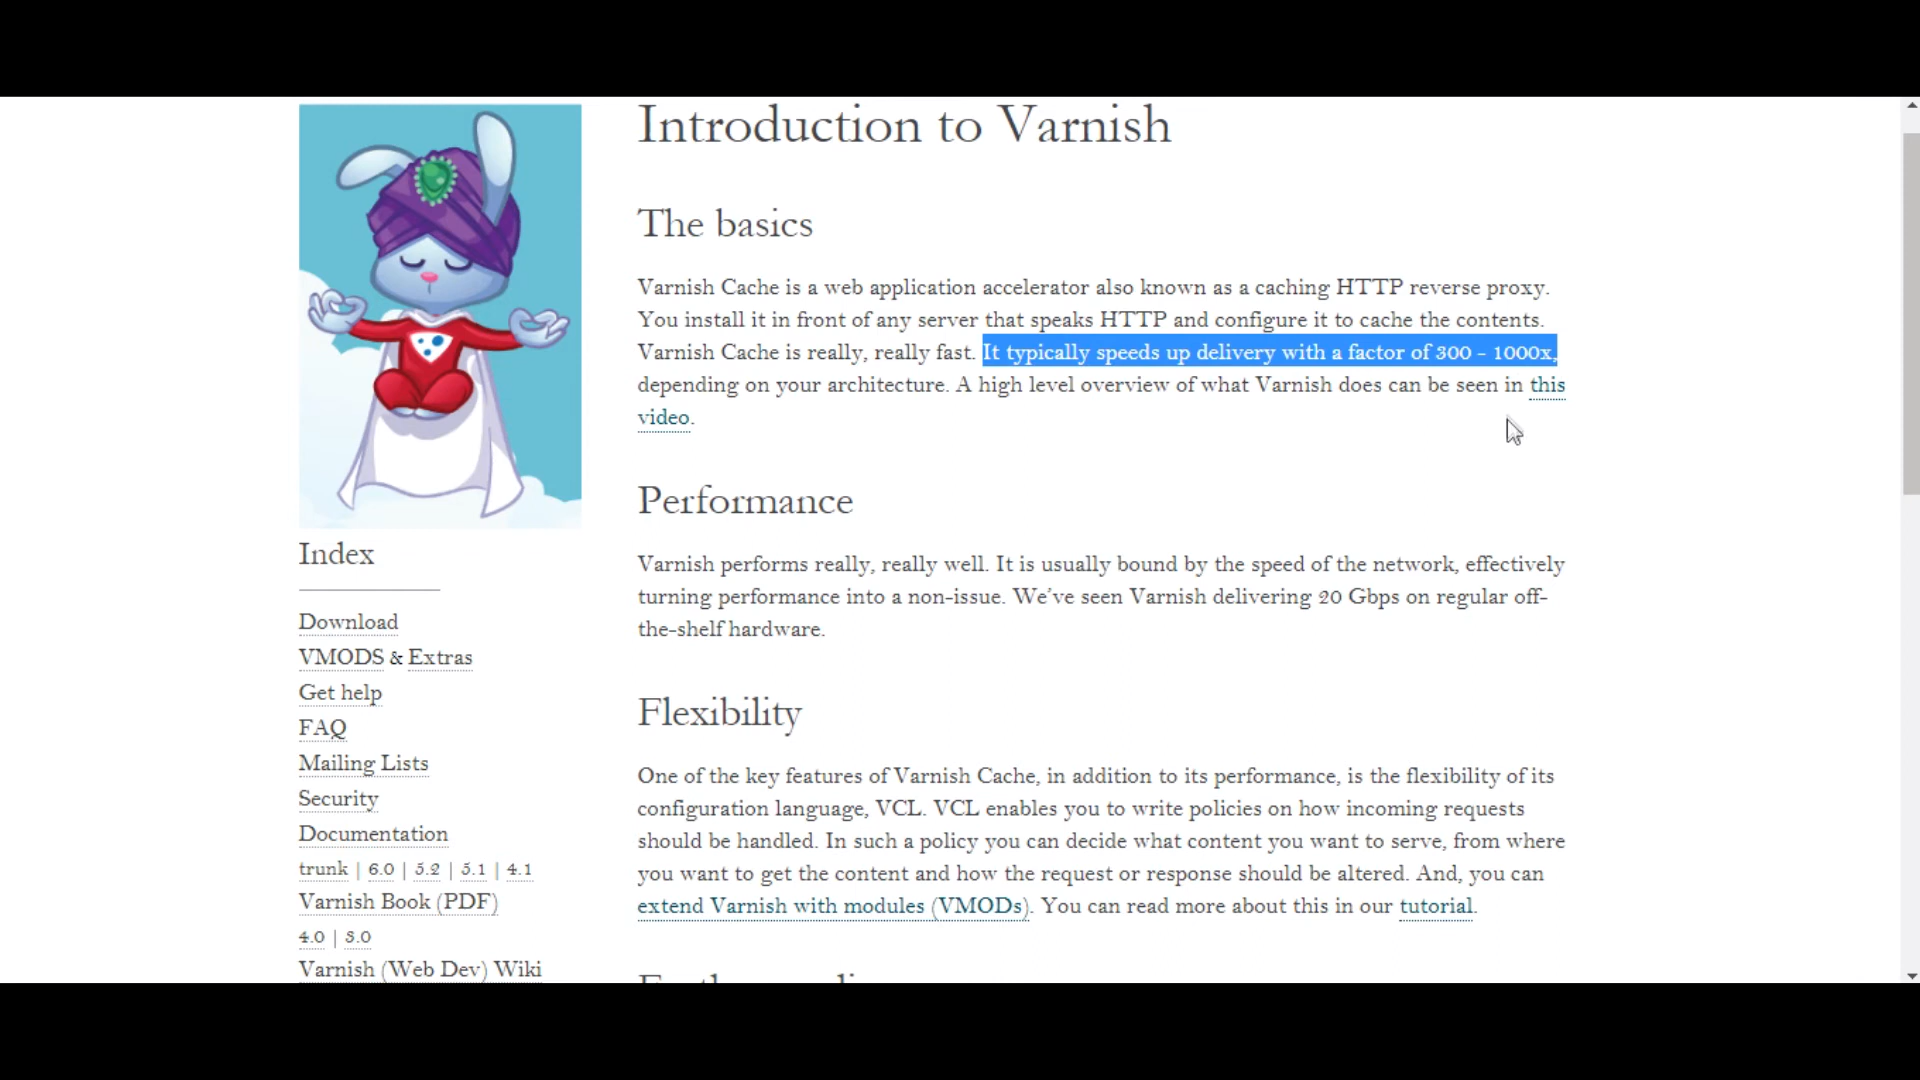 Introduction to Varnish
The basics
Varnish Cache is a web application accelerator also known as a caching HTTP reverse proxy.
You install it in front of any server that speaks HTTP and configure it to cache the contents.
Varnish Cache is really, really fast. It typically speeds up delivery with a factor of 300 - 1000x,
depending on your architecture. A high level overview of what Varnish does can be seen in this
video.
Performance
Varnish performs really, really well. It is usually bound by the speed of the network, effectively
turning performance into a non-issue. We've seen Varnish delivering 20 Gbps on regular off-
the-shelf hardware.
Flexibility
One of the key features of Varnish Cache, in addition to its performance, is the flexibility of its
configuration language, VCL. VCL enables you to write policies on how incoming requests
should be handled. In such a policy you can decide what content you want to serve, from where
you want to get the content and how the request or response should be altered. And, you can
extend Varnish with modules (VMODs). You can read more about this in our tutorial.
Index
Download
VMODS & Extras
Get help
FAQ
Mailing Lists
Security
Documentation
trunk | 6.0 | 5.2 | 5.1 | 4.1
Varnish Book (PDF)
4.0 | 3.0
Varnish (Web Dev) Wiki